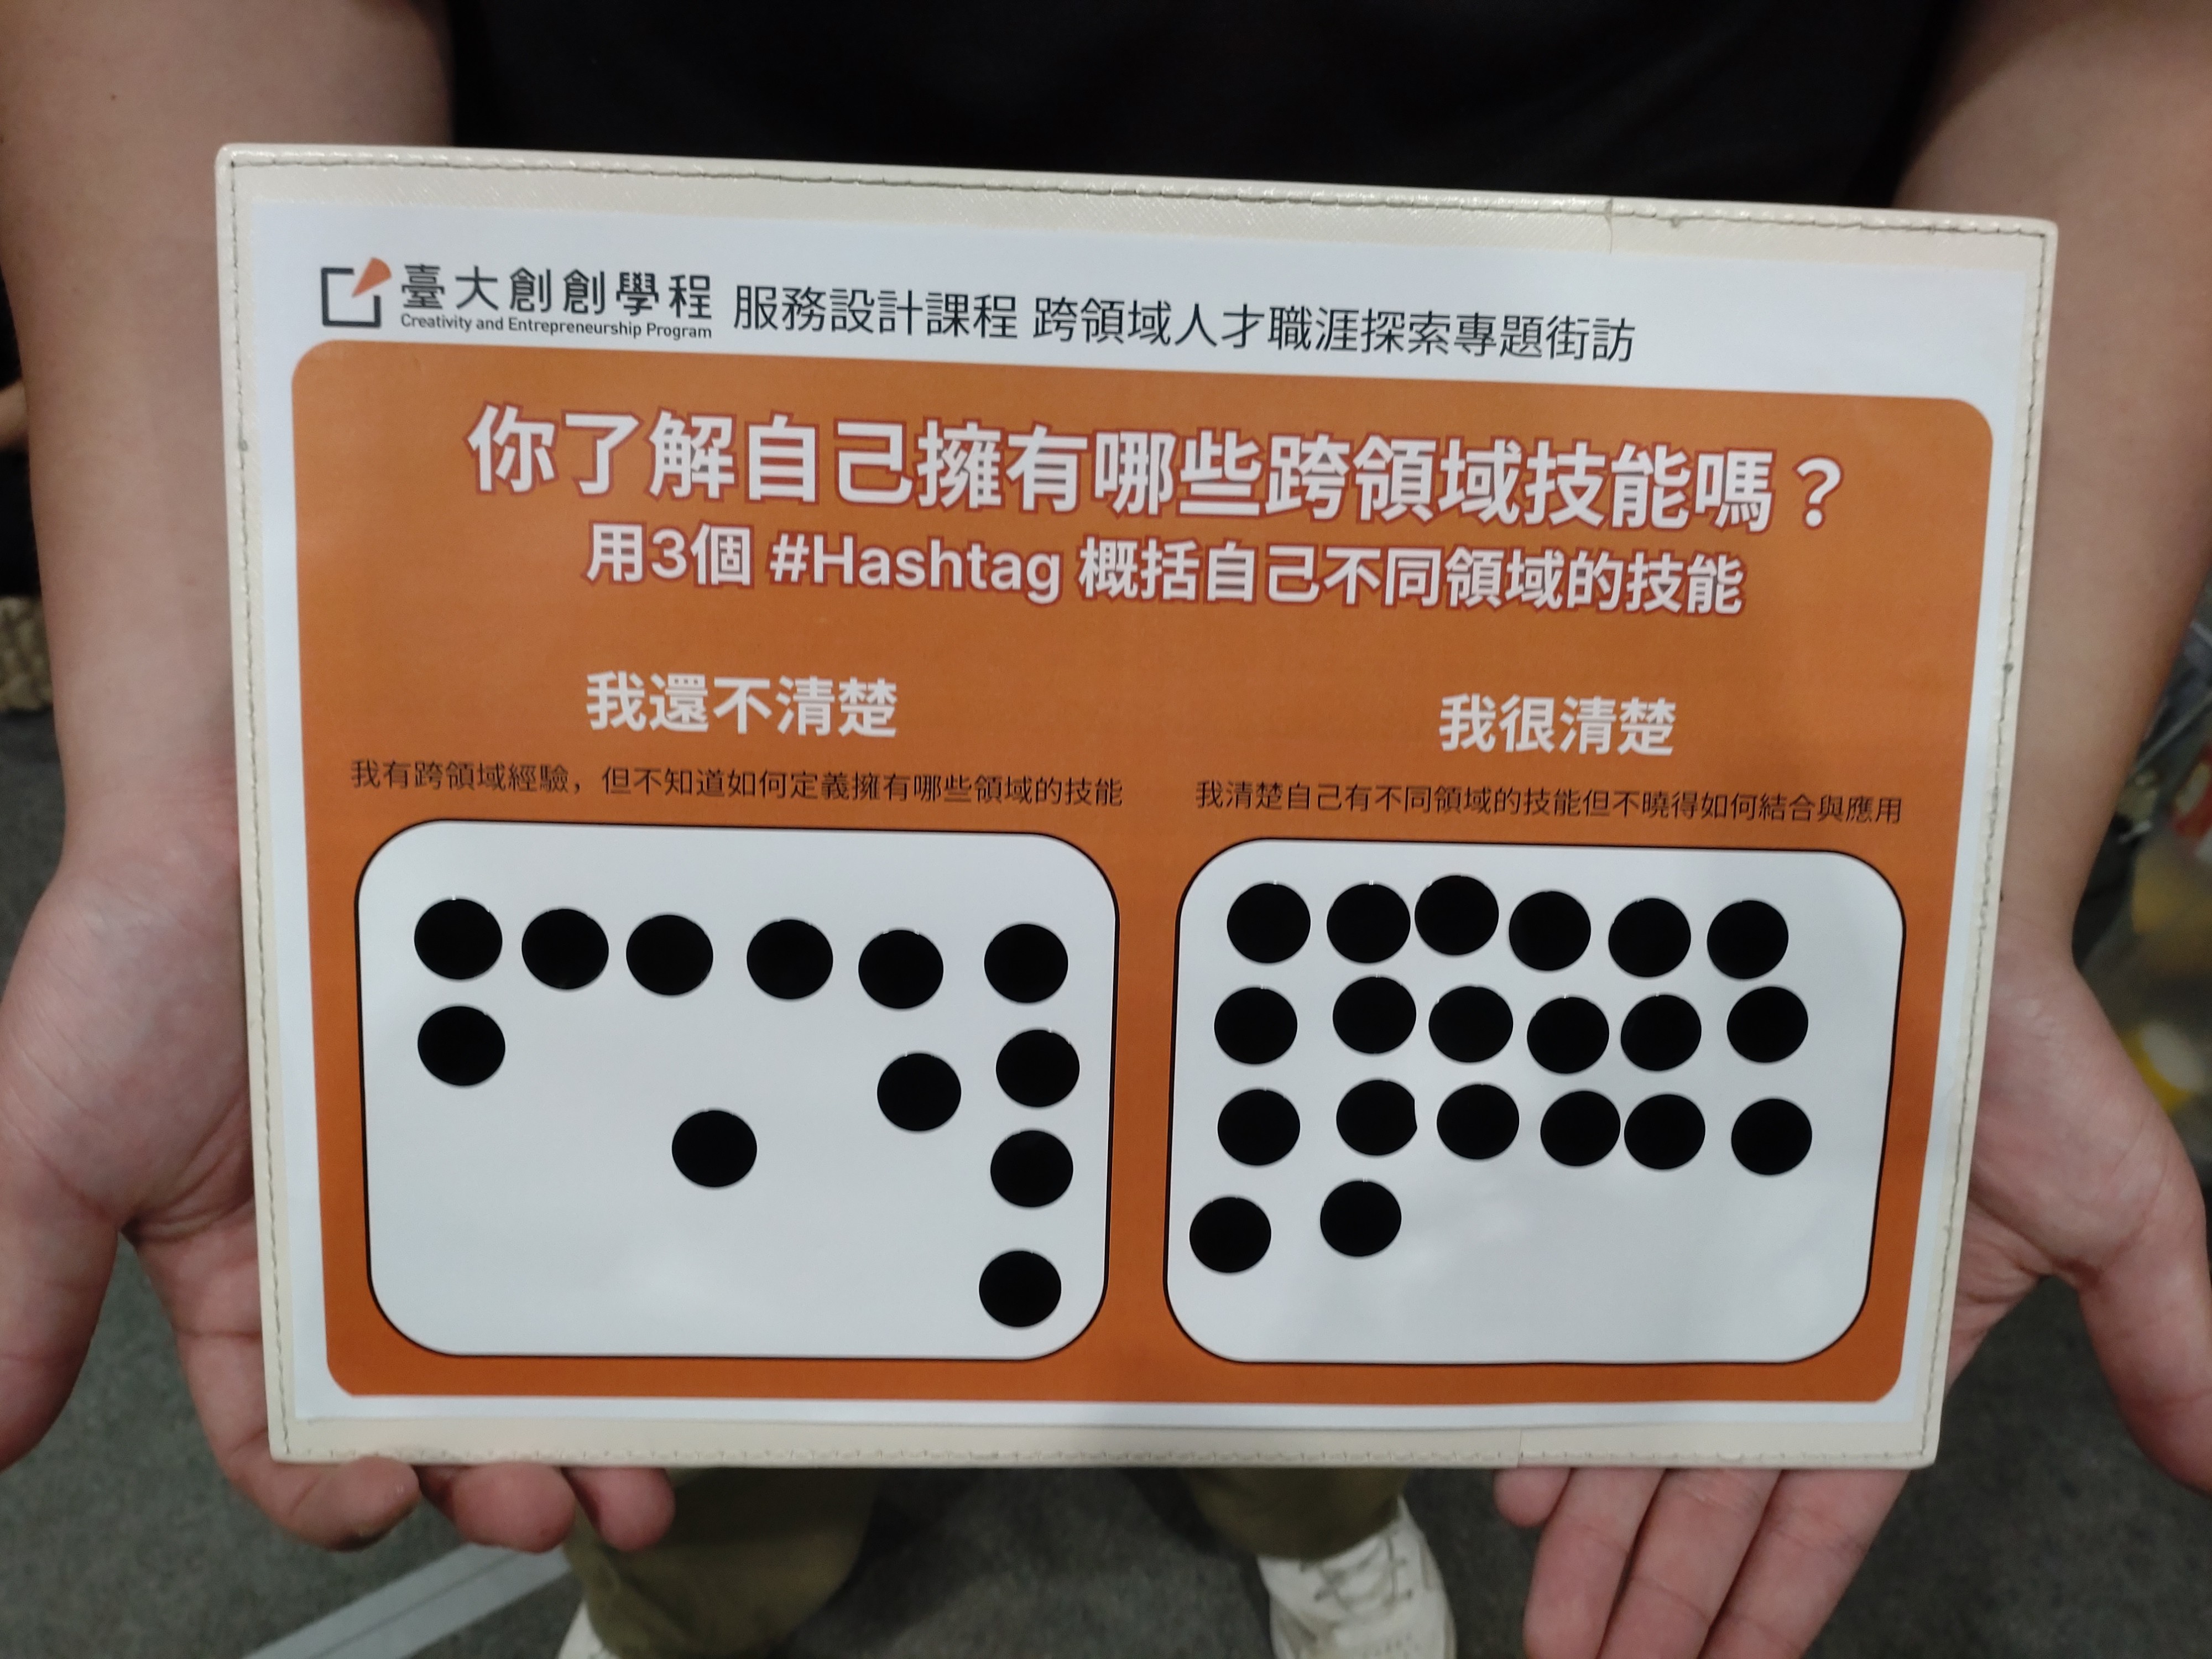 臺大創創學程
Creativity and Entrepreneurship Program
服務設計課程 跨領域人才職涯探索專題街訪
你了解自己擁有哪些跨領域技能嗎？
用3個 #Hashtag 概括自己不同領域的技能
我還不清楚
我有跨領域經驗，但不知道如何定義擁有哪些領域的技能
我很清楚
我清楚自己有不同領域的技能但不曉得如何結合與應用